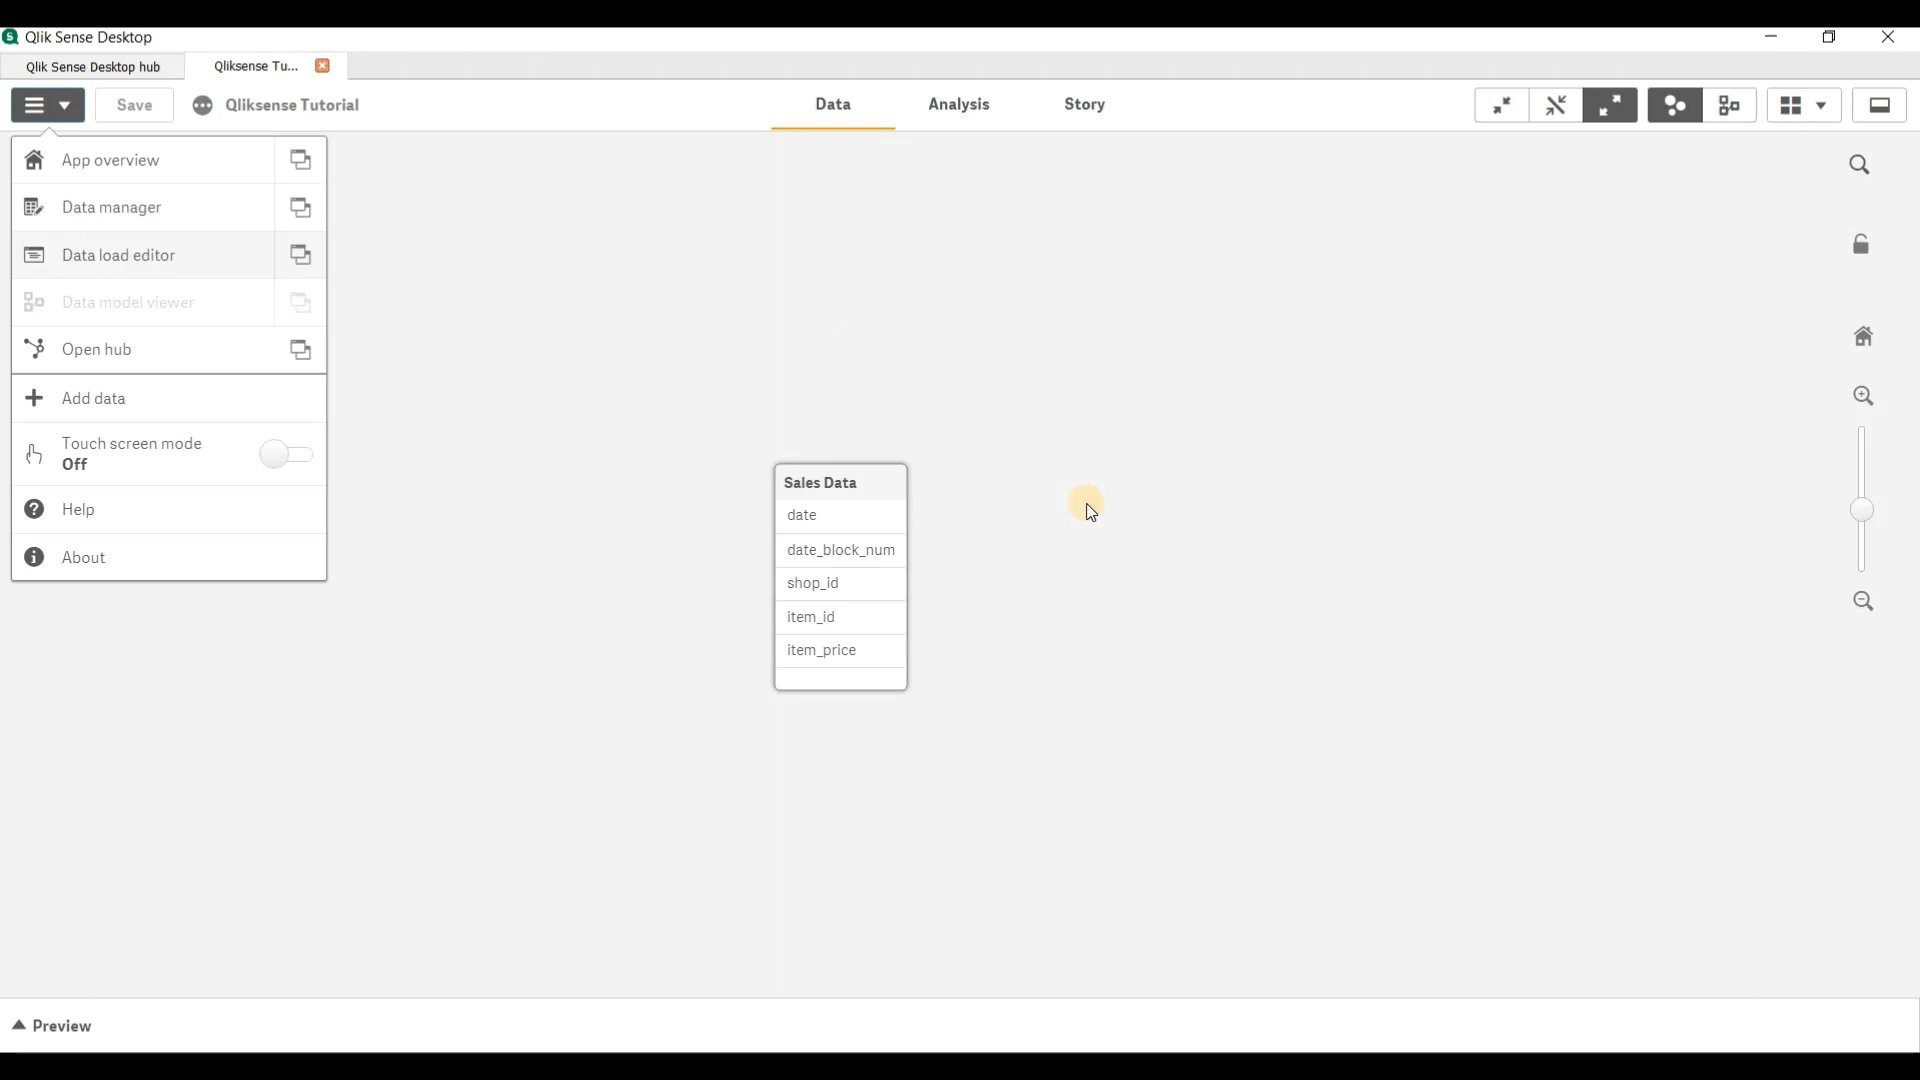 Qlik Sense Desktop
Qlik Sense Desktop hub
Qliksense Tu...
Save
Qliksense Tutorial
Data
Analysis
Story
App overview
Data manager
Data load editor
Data model viewer
Open hub
Add data
Touch screen mode
Off
Help
About
Sales Data
date
date_block_num
shop_id
item_id
item_price
Preview